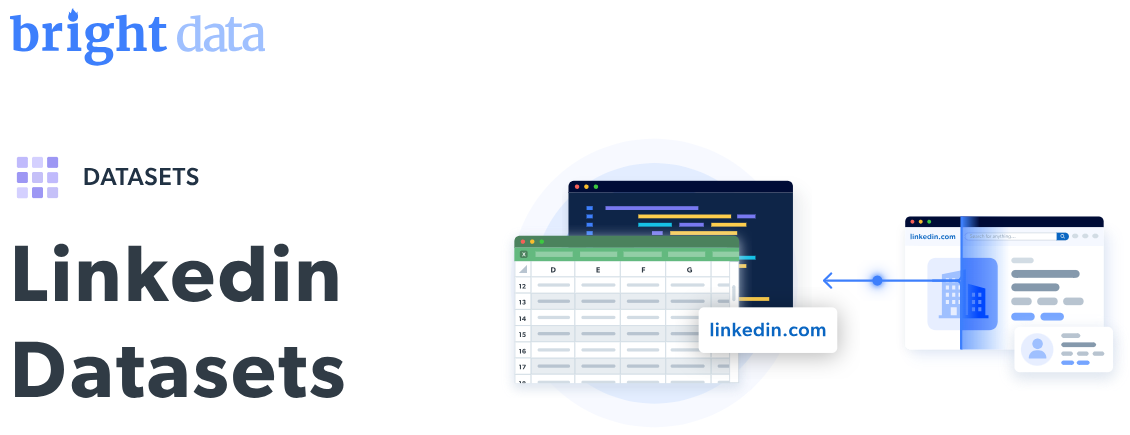 bright data
DATASETS
Linkedin
Datasets
X
D E F G
12
13
14
15
16
17
linkedin.com
linkedin.com